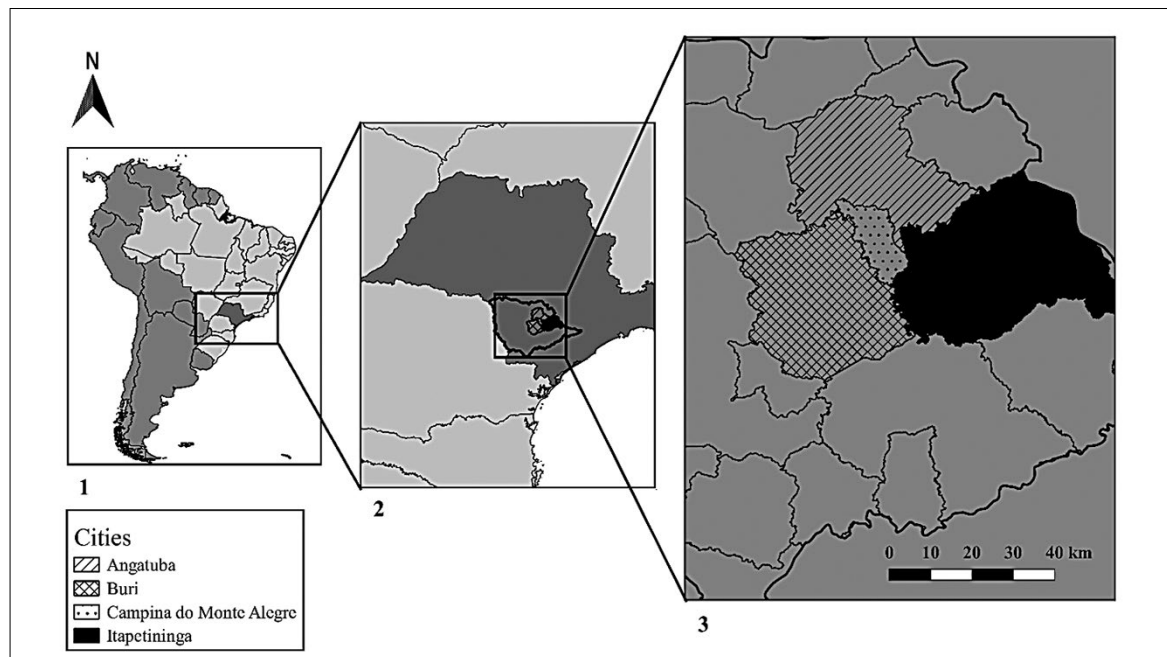 N
1
2
3
Cities
Angatuba
Buri
Campina do Monte Alegre
Itapetininga
0 10 20 30 40 km